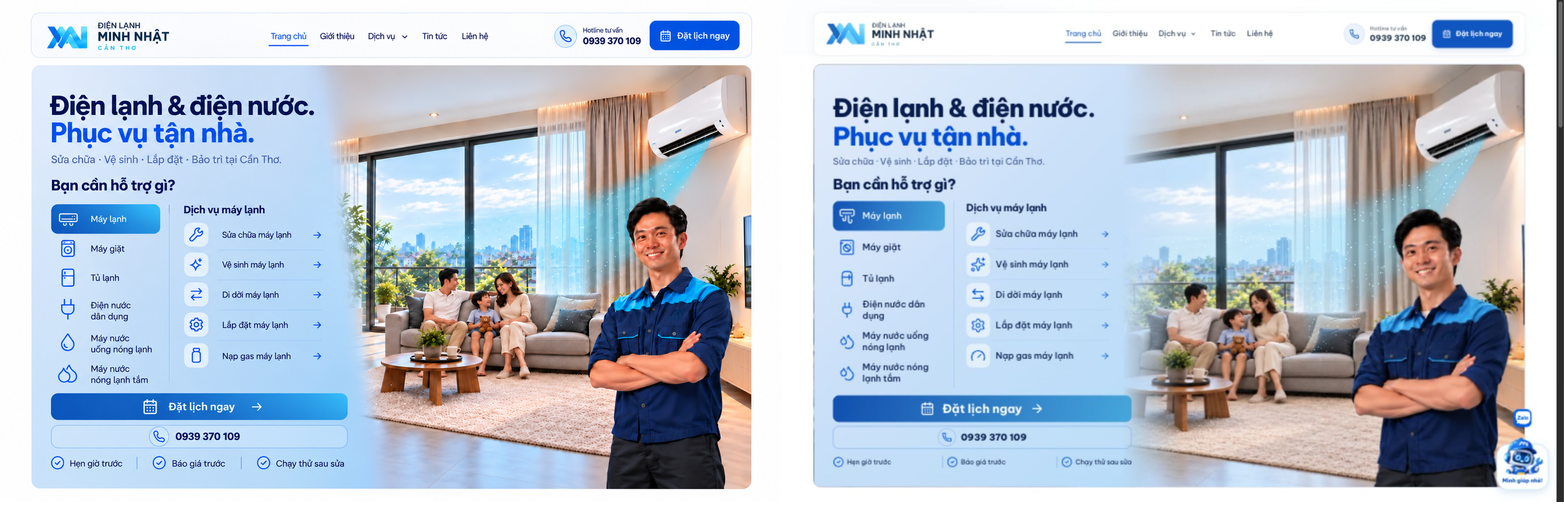 ĐIỆN LẠNH
MINH NHẬT
CẦN THƠ
Trang chủ
Giới thiệu
Dịch vụ
Tin tức
Liên hệ
Hotline tư vấn
0939 370 109
Đặt lịch ngay
Điện lạnh & điện nước.
Phục vụ tận nhà.
Sửa chữa · Vệ sinh · Lắp đặt · Bảo trì tại Cần Thơ.
Bạn cần hỗ trợ gì?
Máy lạnh
Máy giặt
Tủ lạnh
Điện nước
dân dụng
Máy nước
uống nóng lạnh
Máy nước
nóng lạnh tắm
Dịch vụ máy lạnh
Sửa chữa máy lạnh
Vệ sinh máy lạnh
Di dời máy lạnh
Lắp đặt máy lạnh
Nạp gas máy lạnh
Đặt lịch ngay
0939 370 109
Hẹn giờ trước
Báo giá trước
Chạy thử sau sửa
ĐIỆN LẠNH
MINH NHẬT
CẦN THƠ
Trang chủ
Giới thiệu
Dịch vụ
Tin tức
Liên hệ
Hotline tư vấn
0939 370 109
Đặt lịch ngay
Điện lạnh & điện nước.
Phục vụ tận nhà.
Sửa chữa · Vệ sinh · Lắp đặt · Bảo trì tại Cần Thơ.
Bạn cần hỗ trợ gì?
Máy lạnh
Máy giặt
Tủ lạnh
Điện nước dân
dụng
Máy nước uống
nóng lạnh
Máy nước nóng
lạnh tắm
Dịch vụ máy lạnh
Sửa chữa máy lạnh
Vệ sinh máy lạnh
Di dời máy lạnh
Lắp đặt máy lạnh
Nạp gas máy lạnh
Đặt lịch ngay
0939 370 109
Hẹn giờ trước
Báo giá trước
Chạy thử sau sửa
Zalo
Minh giúp nhé!